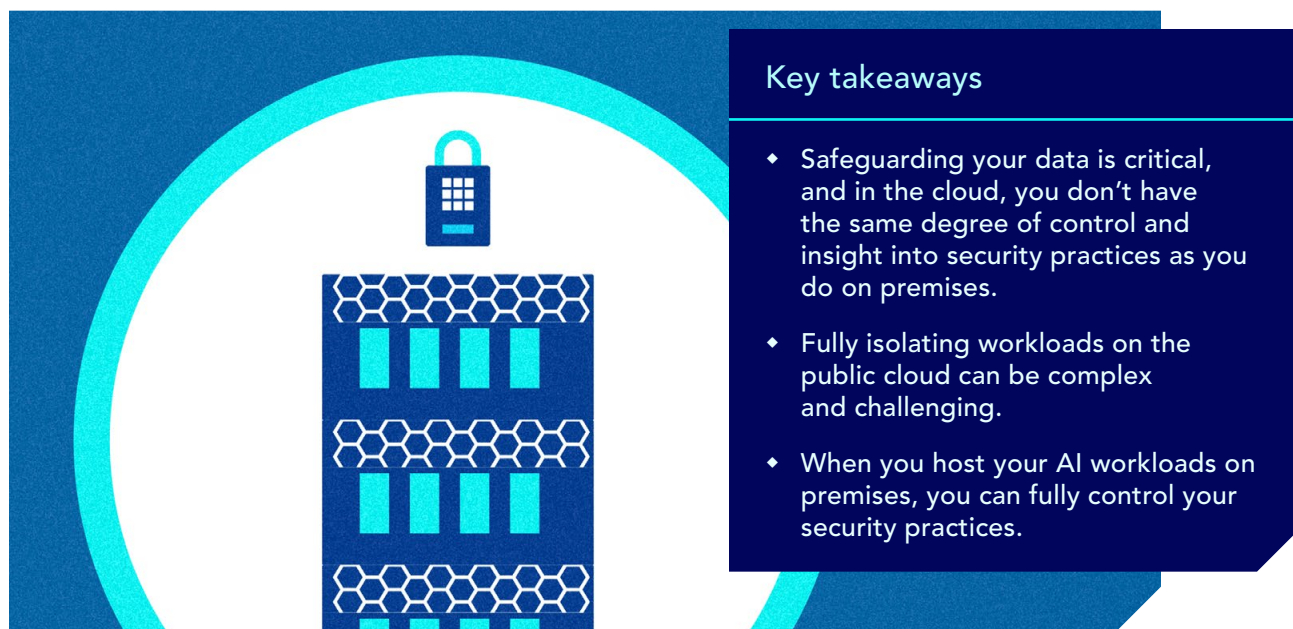 Key takeaways
◆ Safeguarding your data is critical,
and in the cloud, you don’t have
the same degree of control and
insight into security practices as you
do on premises.
◆ Fully isolating workloads on the
public cloud can be complex
and challenging.
◆ When you host your AI workloads on
premises, you can fully control your
security practices.